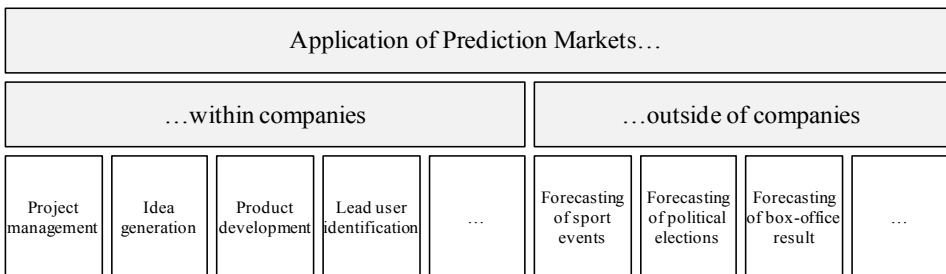 Application of Prediction Markets…
…within companies
…outside of companies
Project
management
Idea
generation
Product
development
Lead user
identification
…
Forecasting
of sport
events
Forecasting
of political
elections
Forecasting
of box-office
result
…